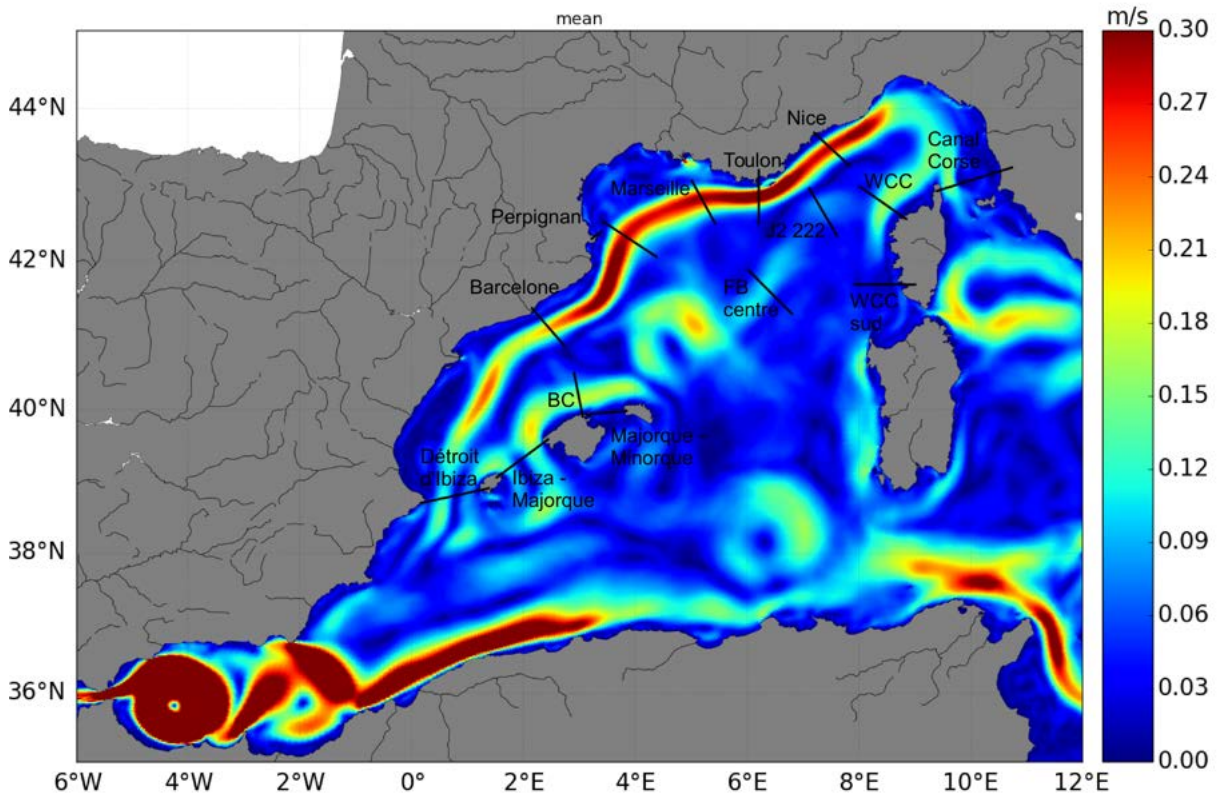 mean
m/s
0.30
0.27
0.24
0.21
0.18
0.15
0.12
0.09
0.06
0.03
0.00
44°N
42°N
40°N
38°N
36°N
6°W
4°W
2°W
0°
2°E
4°E
6°E
8°E
10°E
12°E
Nice
Canal
Corse
Toulon
Marseille
WCC
Perpignan
J2 222
Barcelone
FB
centre
WCC
sud
BC
Majorque -
Minorque
Détroit
d'Ibiza
Ibiza -
Majorque